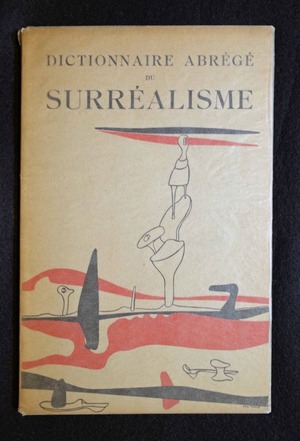 DICTIONNAIRE ABRÉGÉ
DU
SURRÉALISME